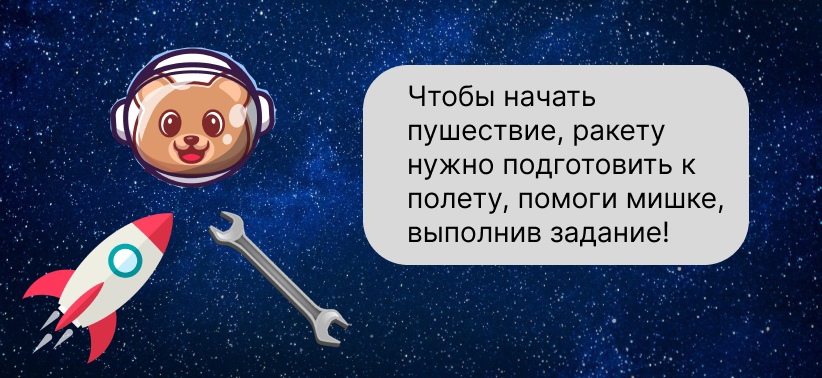 Чтобы начать
пушествие, ракету
нужно подготовить к
полету, помоги мишке,
выполнив задание!